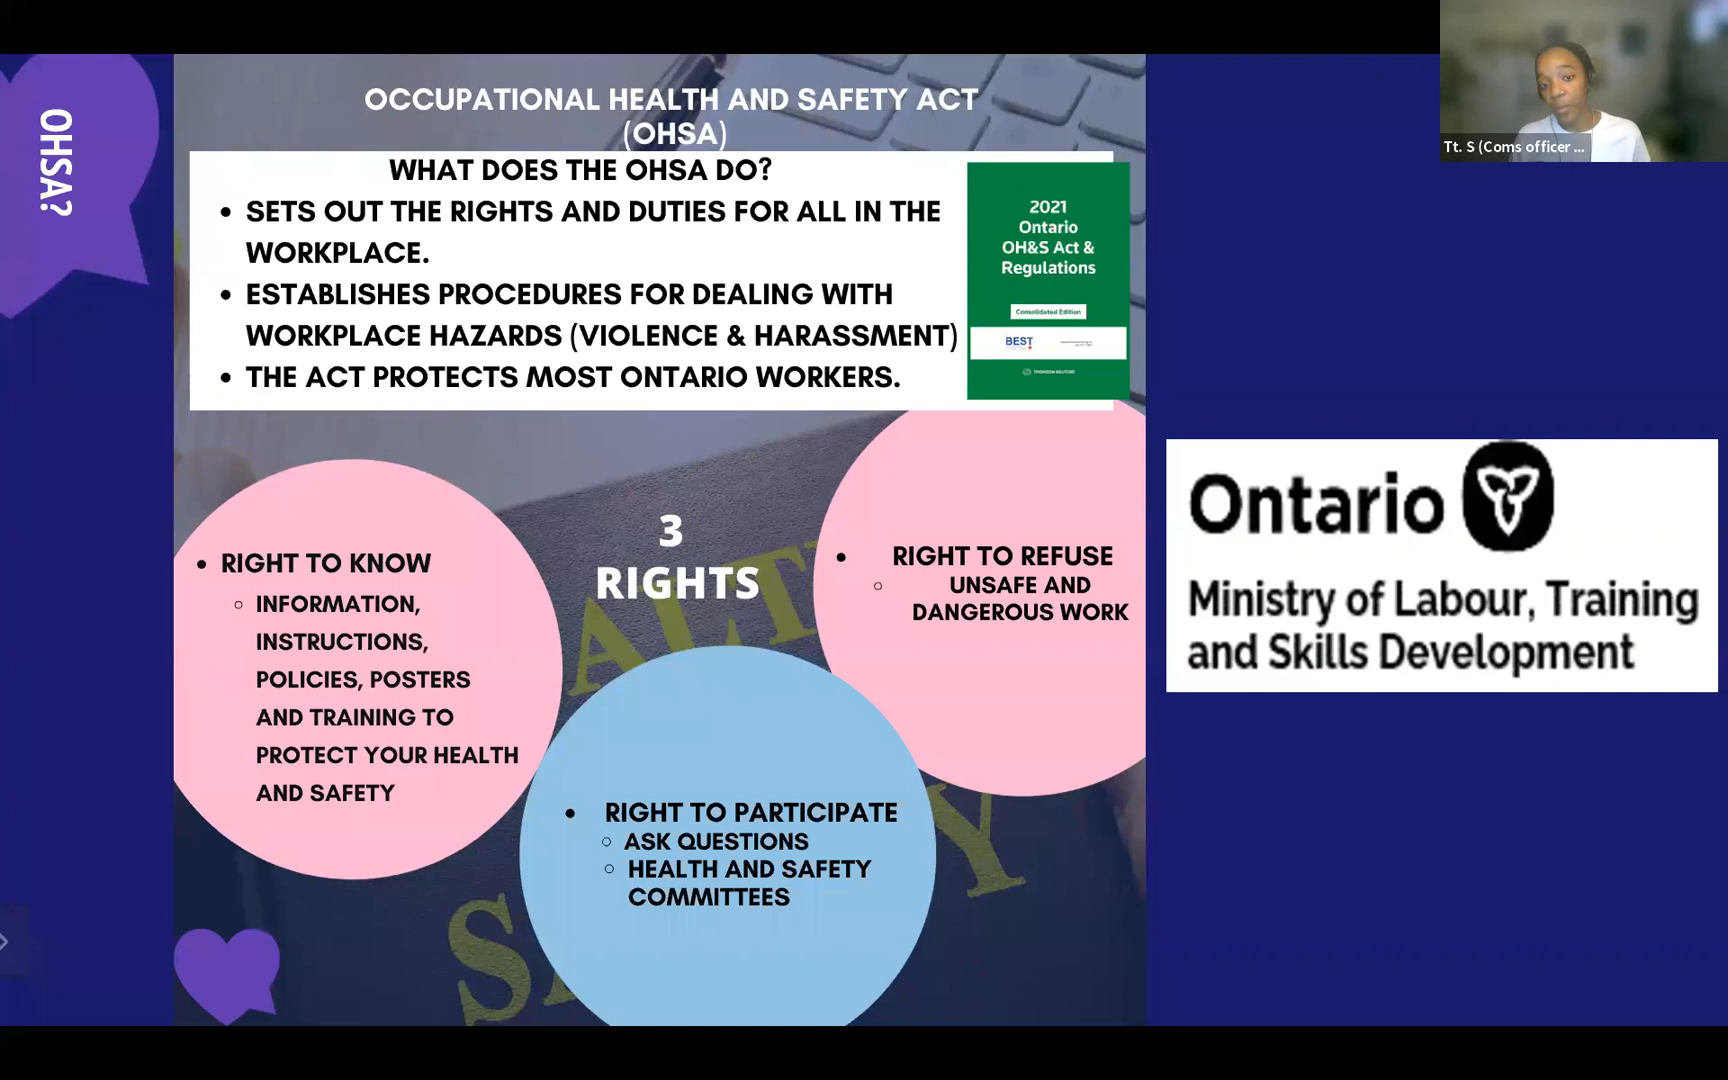 OHSA?
OCCUPATIONAL HEALTH AND SAFETY ACT
(OHSA)
WHAT DOES THE OHSA DO?
• SETS OUT THE RIGHTS AND DUTIES FOR ALL IN THE
WORKPLACE.
• ESTABLISHES PROCEDURES FOR DEALING WITH
WORKPLACE HAZARDS (VIOLENCE & HARASSMENT)
• THE ACT PROTECTS MOST ONTARIO WORKERS.
2021
Ontario
OH&S Act &
Regulations
Consolidated Edition
BEST
THOMSON REUTERS
3
RIGHTS
• RIGHT TO KNOW
○ INFORMATION,
INSTRUCTIONS,
POLICIES, POSTERS
AND TRAINING TO
PROTECT YOUR HEALTH
AND SAFETY
• RIGHT TO PARTICIPATE
○ ASK QUESTIONS
○ HEALTH AND SAFETY
COMMITTEES
• RIGHT TO REFUSE
○ UNSAFE AND
DANGEROUS WORK
Ontario
Ministry of Labour, Training
and Skills Development
Tt. S (Coms officer ...